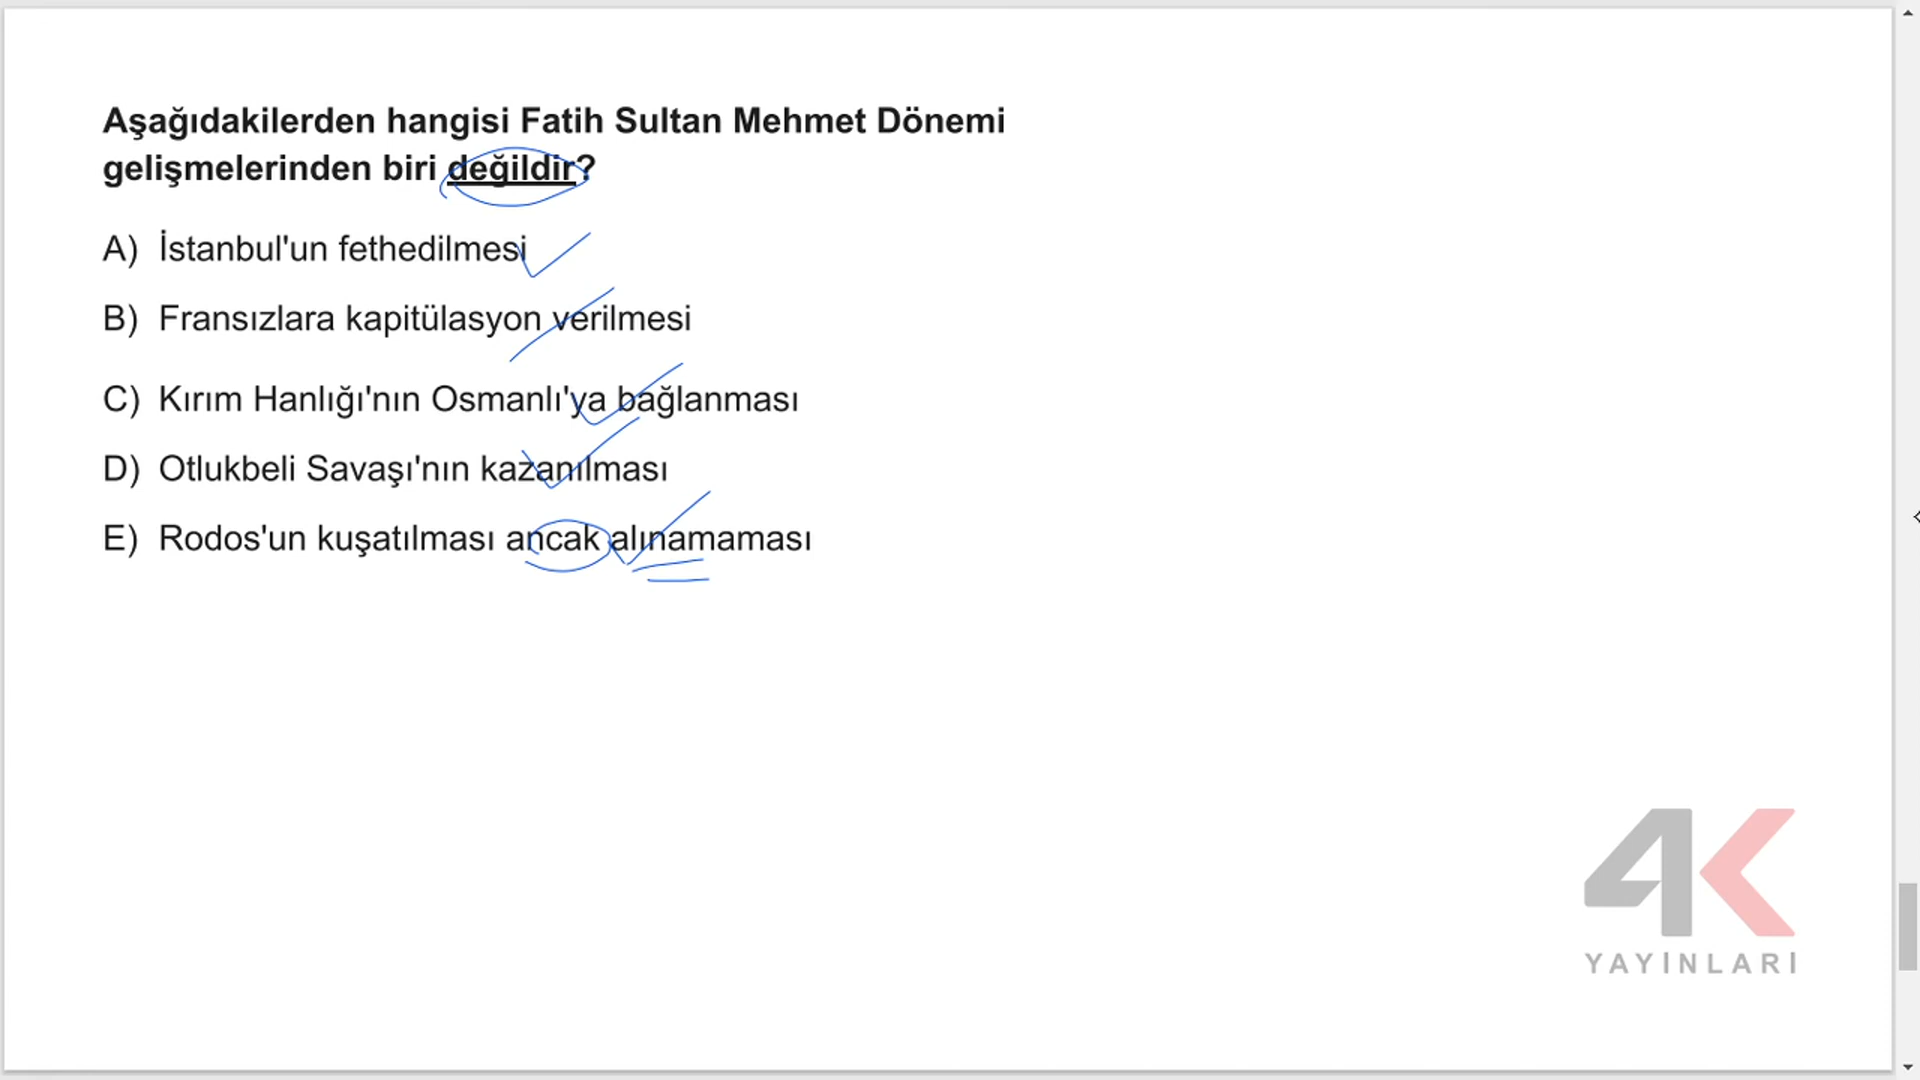 Aşağıdakilerden hangisi Fatih Sultan Mehmet Dönemi
gelişmelerinden biri değildir?
A) İstanbul'un fethedilmesi
B) Fransızlara kapitülasyon verilmesi
C) Kırım Hanlığı'nın Osmanlı'ya bağlanması
D) Otlukbeli Savaşı'nın kazanılması
E) Rodos'un kuşatılması ancak alınamaması
4K
YAYINLARI